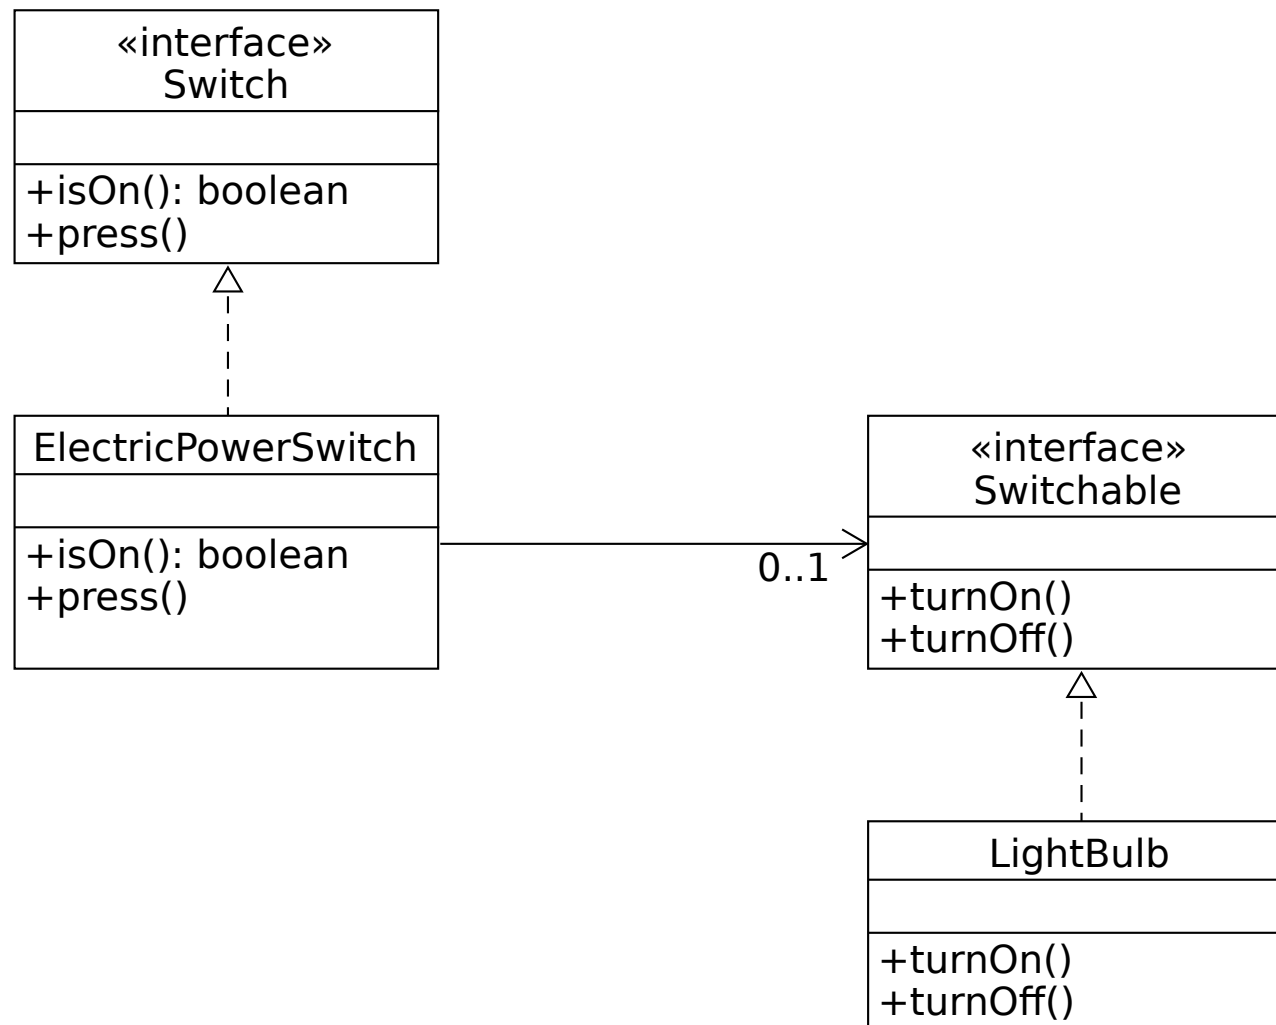 «interface»
Switch
+isOn(): boolean
+press()
ElectricPowerSwitch
+isOn(): boolean
+press()
0..1
«interface»
Switchable
+turnOn()
+turnOff()
LightBulb
+turnOn()
+turnOff()